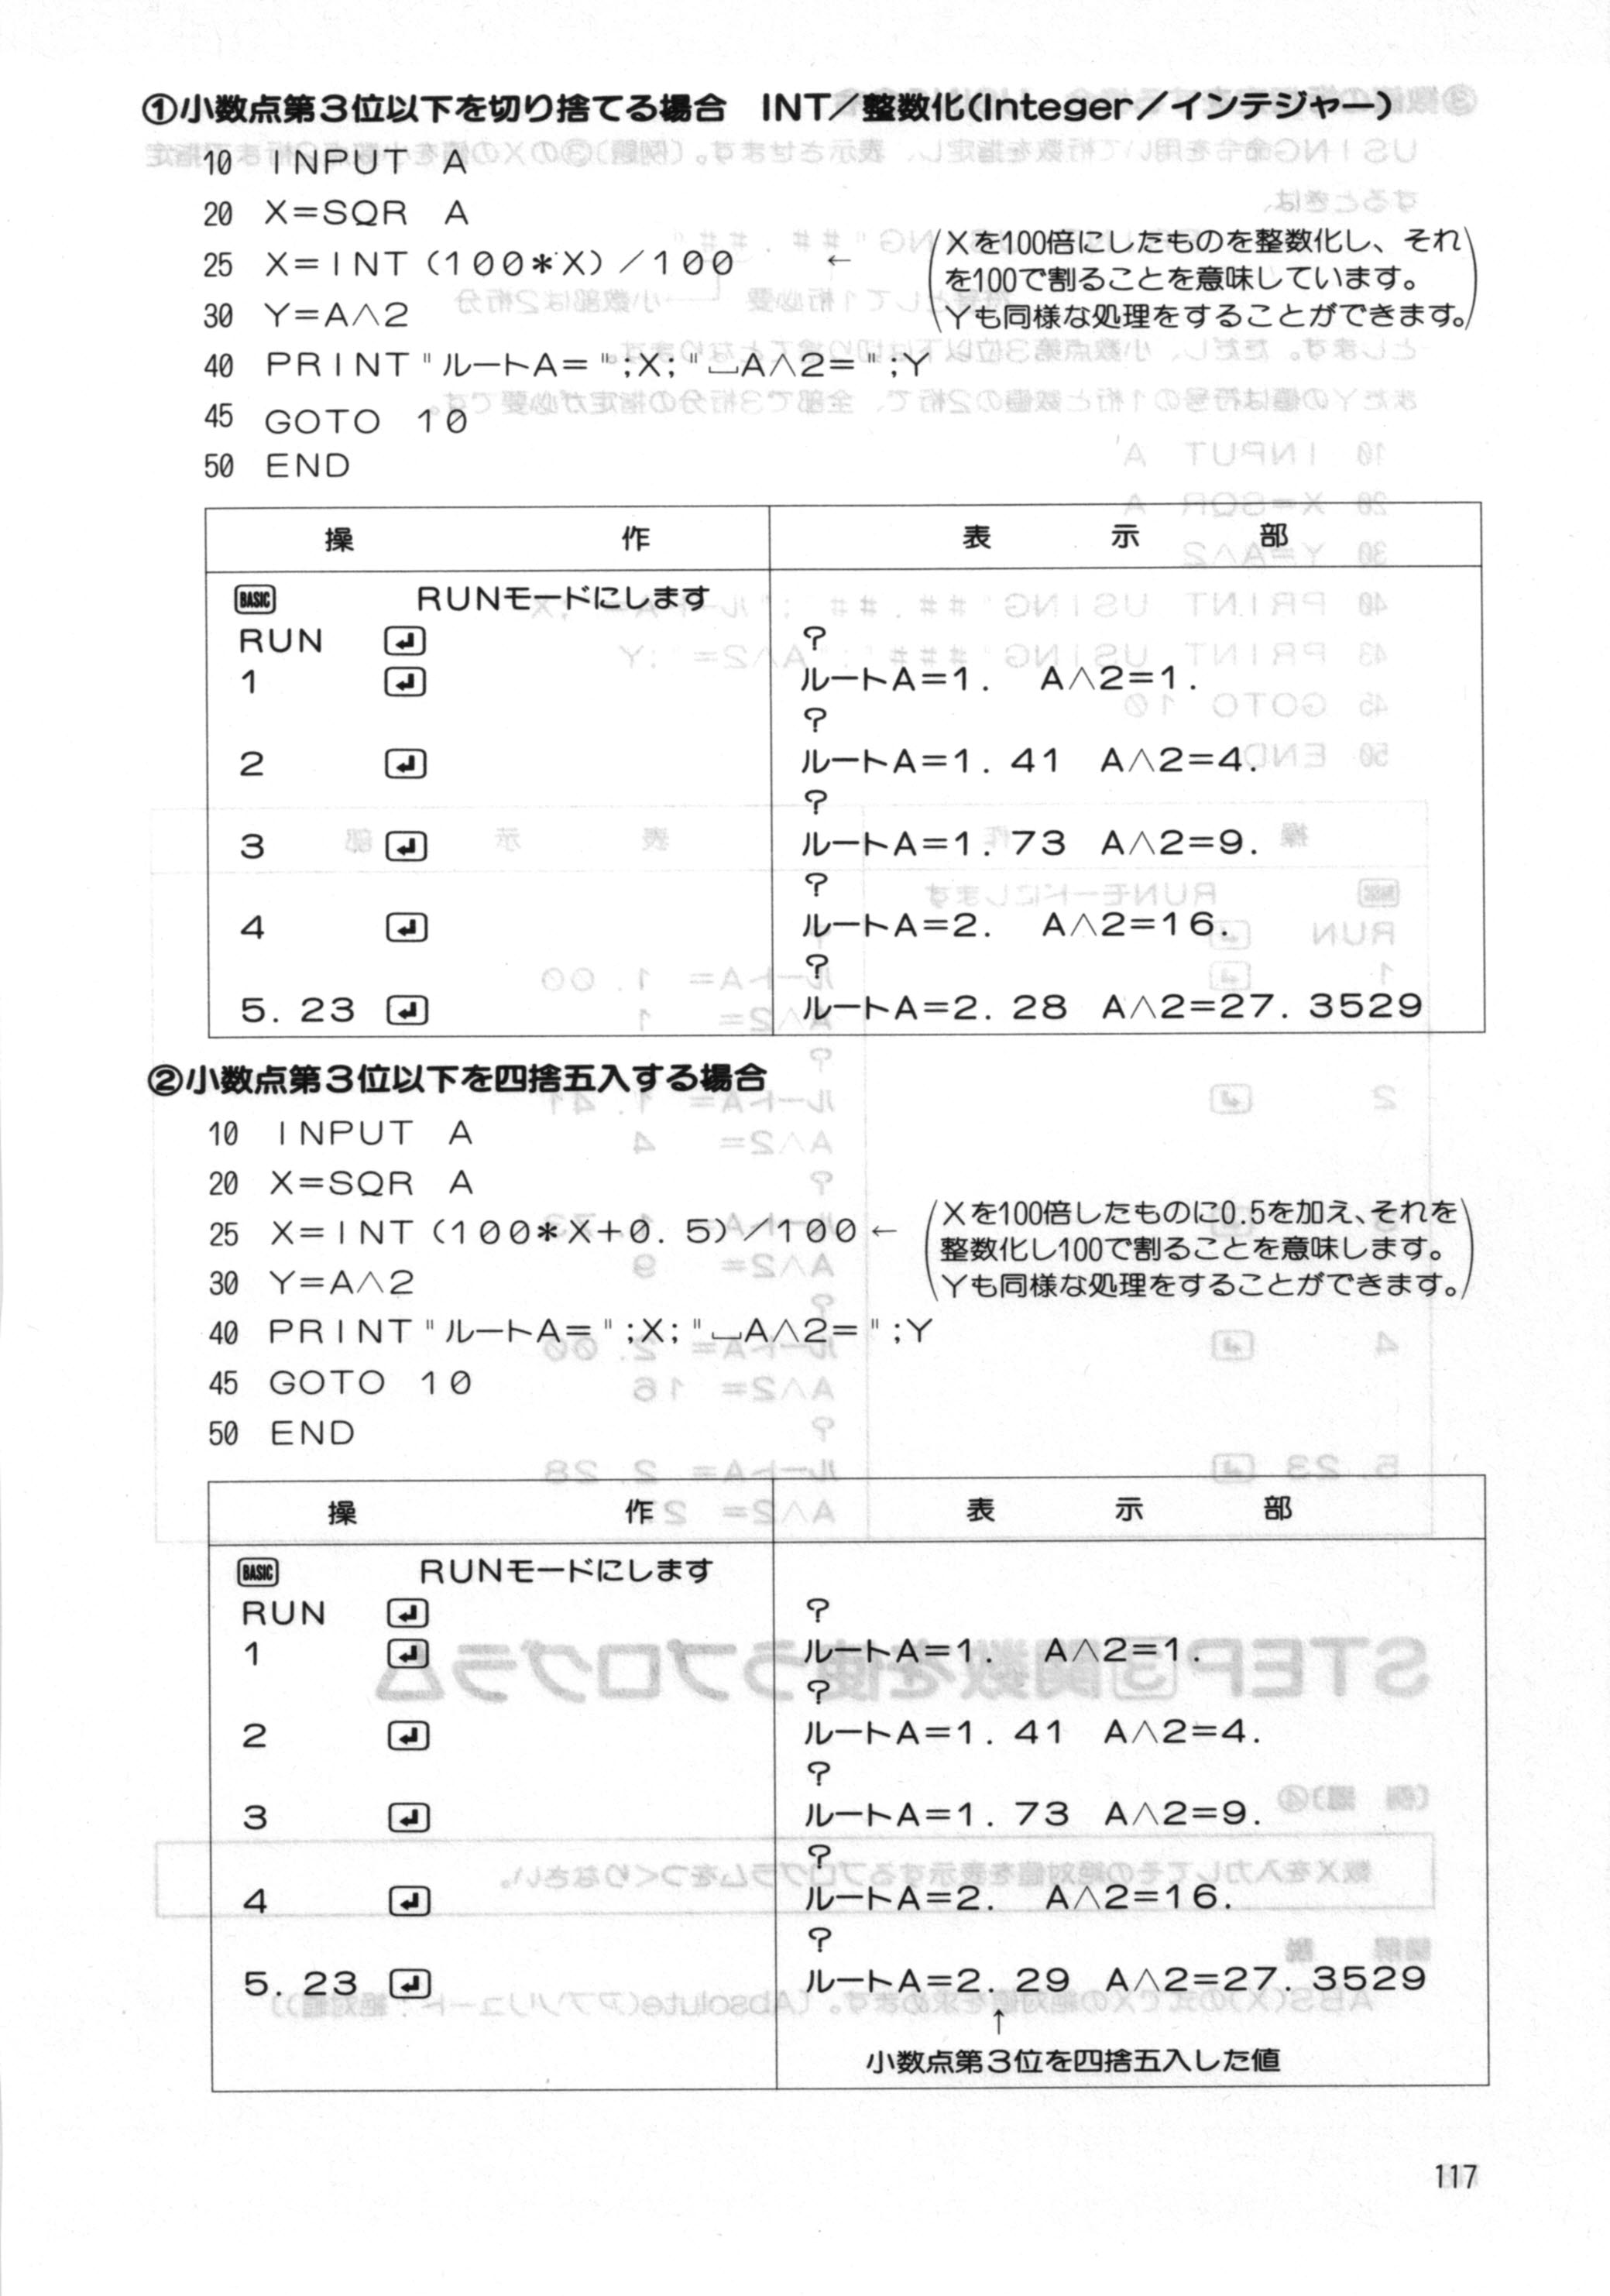 ①小数点第3位以下を切り捨てる場合　INT／整数化(Integer／インテジャー)
10 INPUT A
20 X=SQR A
25 X=INT(100*X)／100 ←
(Xを100倍にしたものを整数化し、それ
を100で割ることを意味しています。
Yも同様な処理をすることができます。)
30 Y=A∧2
40 PRINT"ルートA=";X;"⎵A∧2=";Y
45 GOTO 10
50 END
操 作 表 示 部
BASIC RUNモードにします
RUN ↵ ?
1 ↵ ルートA=1. A∧2=1.
?
2 ↵ ルートA=1.41 A∧2=4.
?
3 ↵ ルートA=1.73 A∧2=9.
?
4 ↵ ルートA=2. A∧2=16.
?
5.23 ↵ ルートA=2.28 A∧2=27.3529
②小数点第3位以下を四捨五入する場合
10 INPUT A
20 X=SQR A
25 X=INT(100*X+0.5)／100 ←
(Xを100倍したものに0.5を加え、それを
整数化し100で割ることを意味します。
Yも同様な処理をすることができます。)
30 Y=A∧2
40 PRINT"ルートA=";X;"⎵A∧2=";Y
45 GOTO 10
50 END
操 作 表 示 部
BASIC RUNモードにします
RUN ↵ ?
1 ↵ ルートA=1. A∧2=1.
?
2 ↵ ルートA=1.41 A∧2=4.
?
3 ↵ ルートA=1.73 A∧2=9.
?
4 ↵ ルートA=2. A∧2=16.
?
5.23 ↵ ルートA=2.29 A∧2=27.3529
↑
小数点第3位を四捨五入した値
117